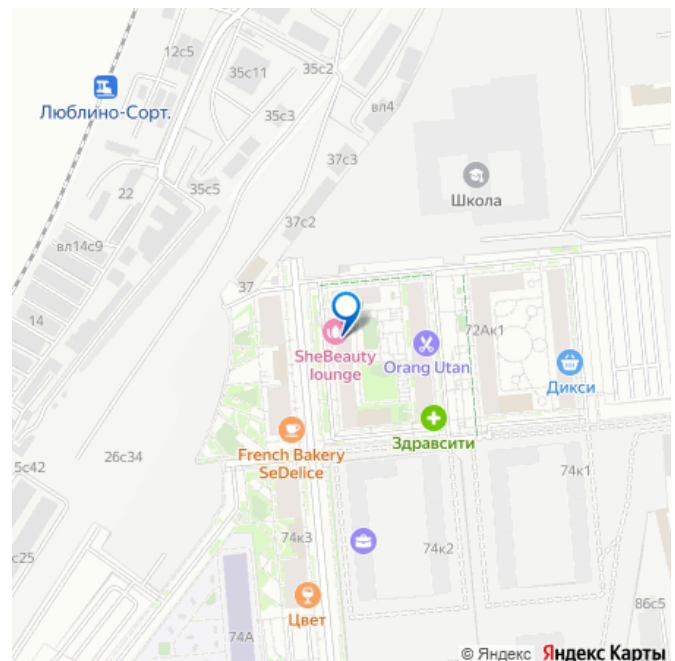 12с5
35с11
35с2
Люблино-Сорт.
35с3
вл4
37с3
22
35с5
Школа
37с2
вл14с9
37
14
72Ак1
SheBeauty
lounge
Orang Utan
Дикси
French Bakery
SeDelice
Здравсити
5с42
26с34
74к1
74к3
74к2
с25
Цвет
86с5
74А
© Яндекс Яндекс Карты